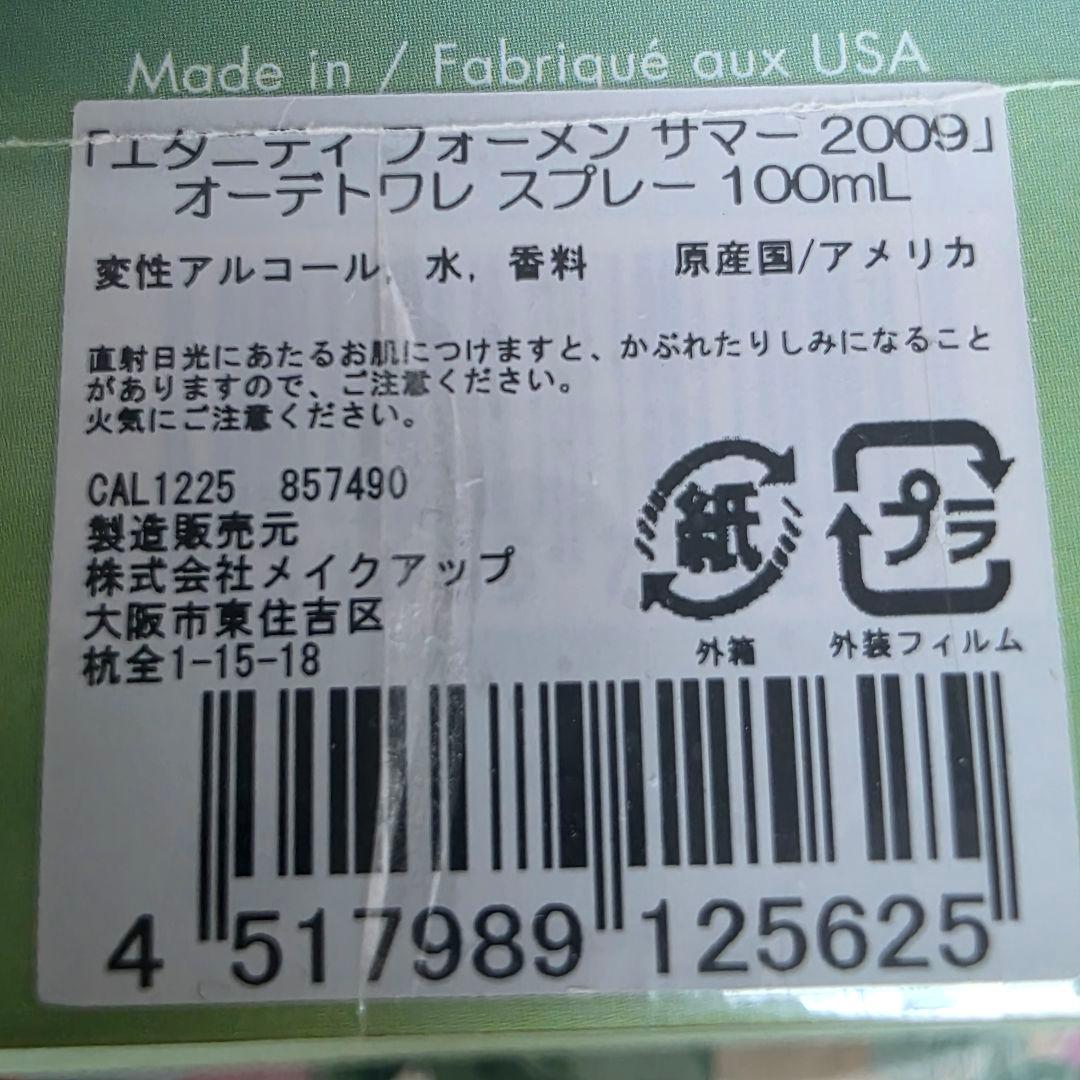 Made in / Fabriqué aux USA
「エタニティ フォーメン サマー 2009」
オーデトワレ スプレー 100mL
変性アルコール, 水, 香料 原産国/アメリカ
直射日光にあたるお肌につけますと、かぶれたりしみになること
がありますので、ご注意ください。
火気にご注意ください。
CAL1225 857490
製造販売元
株式会社メイクアップ
大阪市東住吉区
杭全1-15-18
紙
プラ
外箱
外装フィルム
4 517989 125625